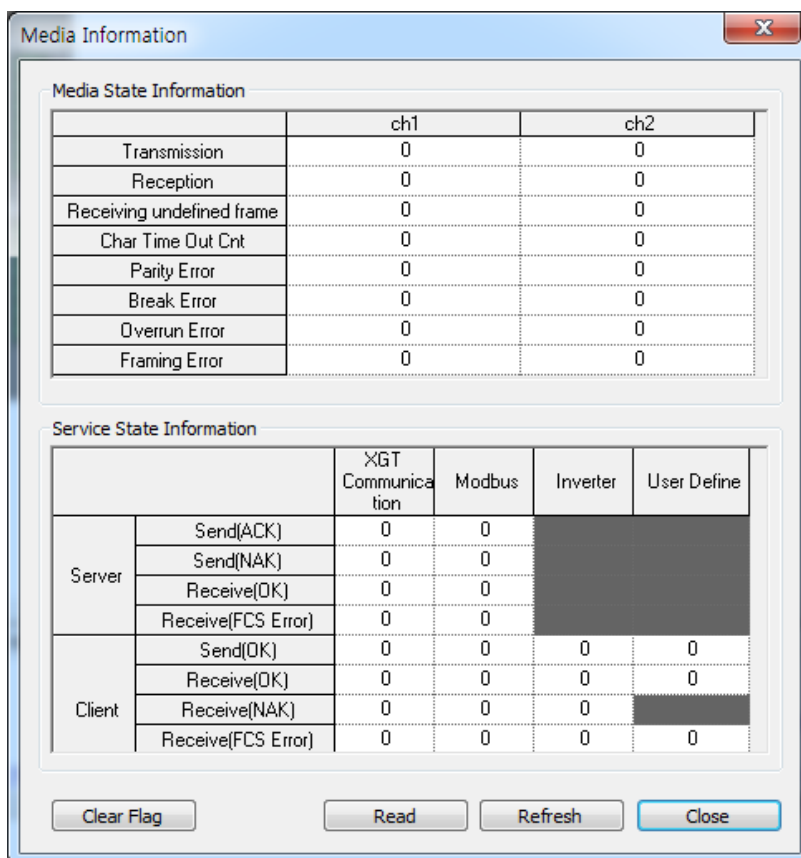 Media Information
Media State Information
ch1 ch2
Transmission 0 0
Reception 0 0
Receiving undefined frame 0 0
Char Time Out Cnt 0 0
Parity Error 0 0
Break Error 0 0
Overrun Error 0 0
Framing Error 0 0
Service State Information
XGT
Communica
tion
Modbus Inverter User Define
Server
Send(ACK) 0 0
Send(NAK) 0 0
Receive(OK) 0 0
Receive(FCS Error) 0 0
Client
Send(OK) 0 0 0 0
Receive(OK) 0 0 0 0
Receive(NAK) 0 0 0
Receive(FCS Error) 0 0 0 0
Clear Flag Read Refresh Close